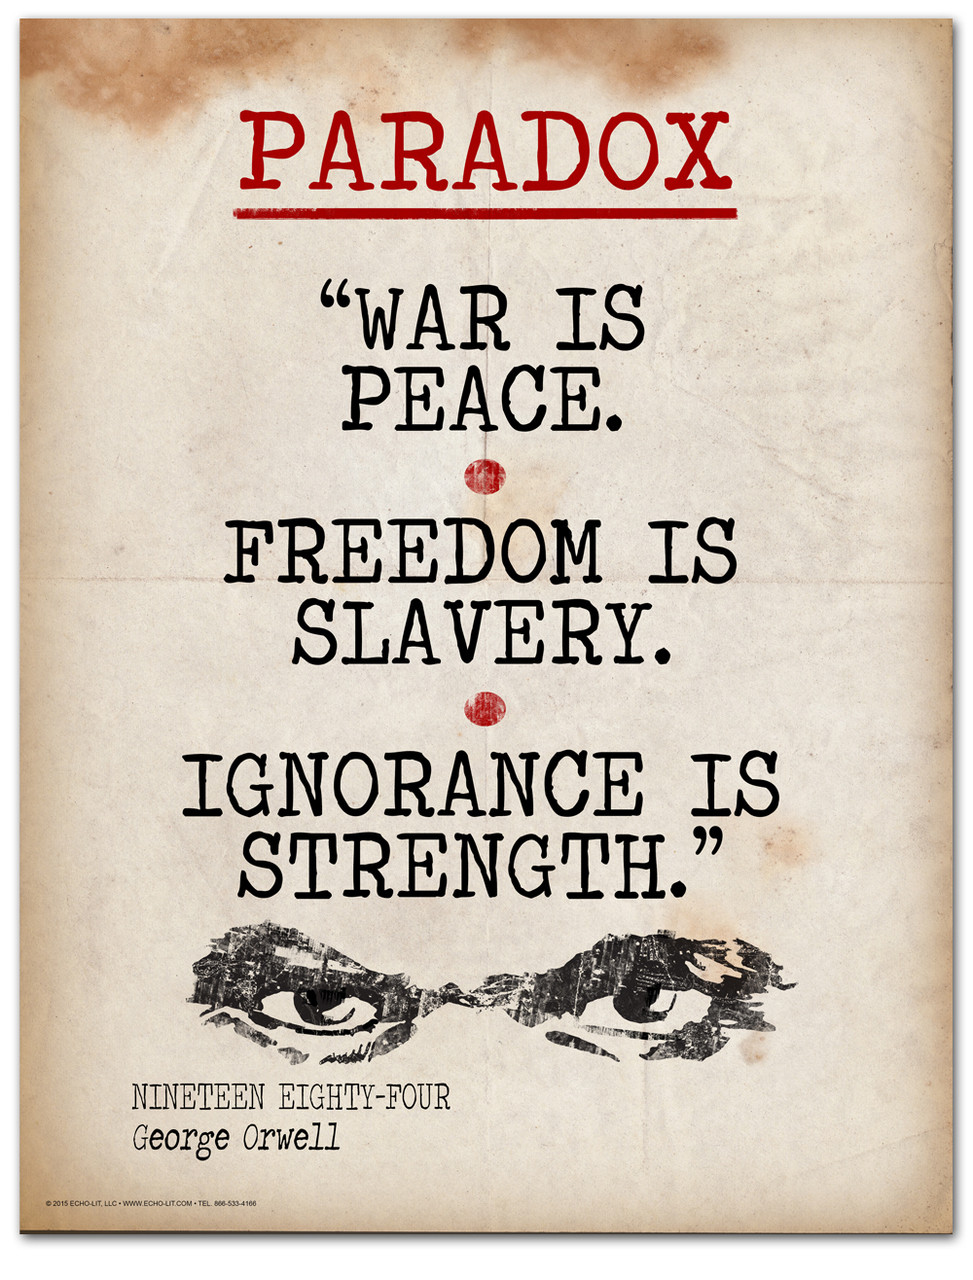 PARADOX
“WAR IS
PEACE.
FREEDOM IS
SLAVERY.
IGNORANCE IS
STRENGTH.”
NINETEEN EIGHTY-FOUR
George Orwell
© 2015 ECHO-LIT, LLC • WWW.ECHO-LIT.COM • TEL. 866-533-4166